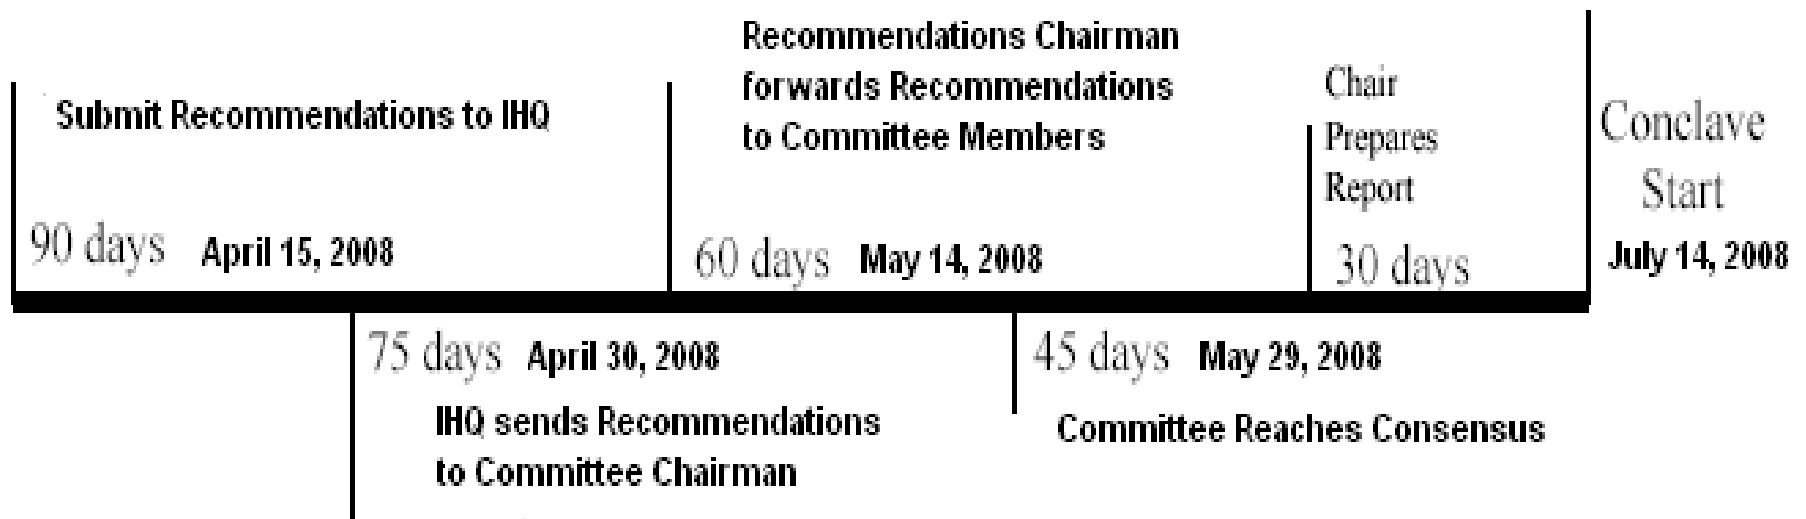 Submit Recommendations to IHQ
90 days April 15, 2008
Recommendations Chairman
forwards Recommendations
to Committee Members
60 days May 14, 2008
Chair
Prepares
Report
30 days
Conclave
Start
July 14, 2008
75 days April 30, 2008
IHQ sends Recommendations
to Committee Chairman
45 days May 29, 2008
Committee Reaches Consensus